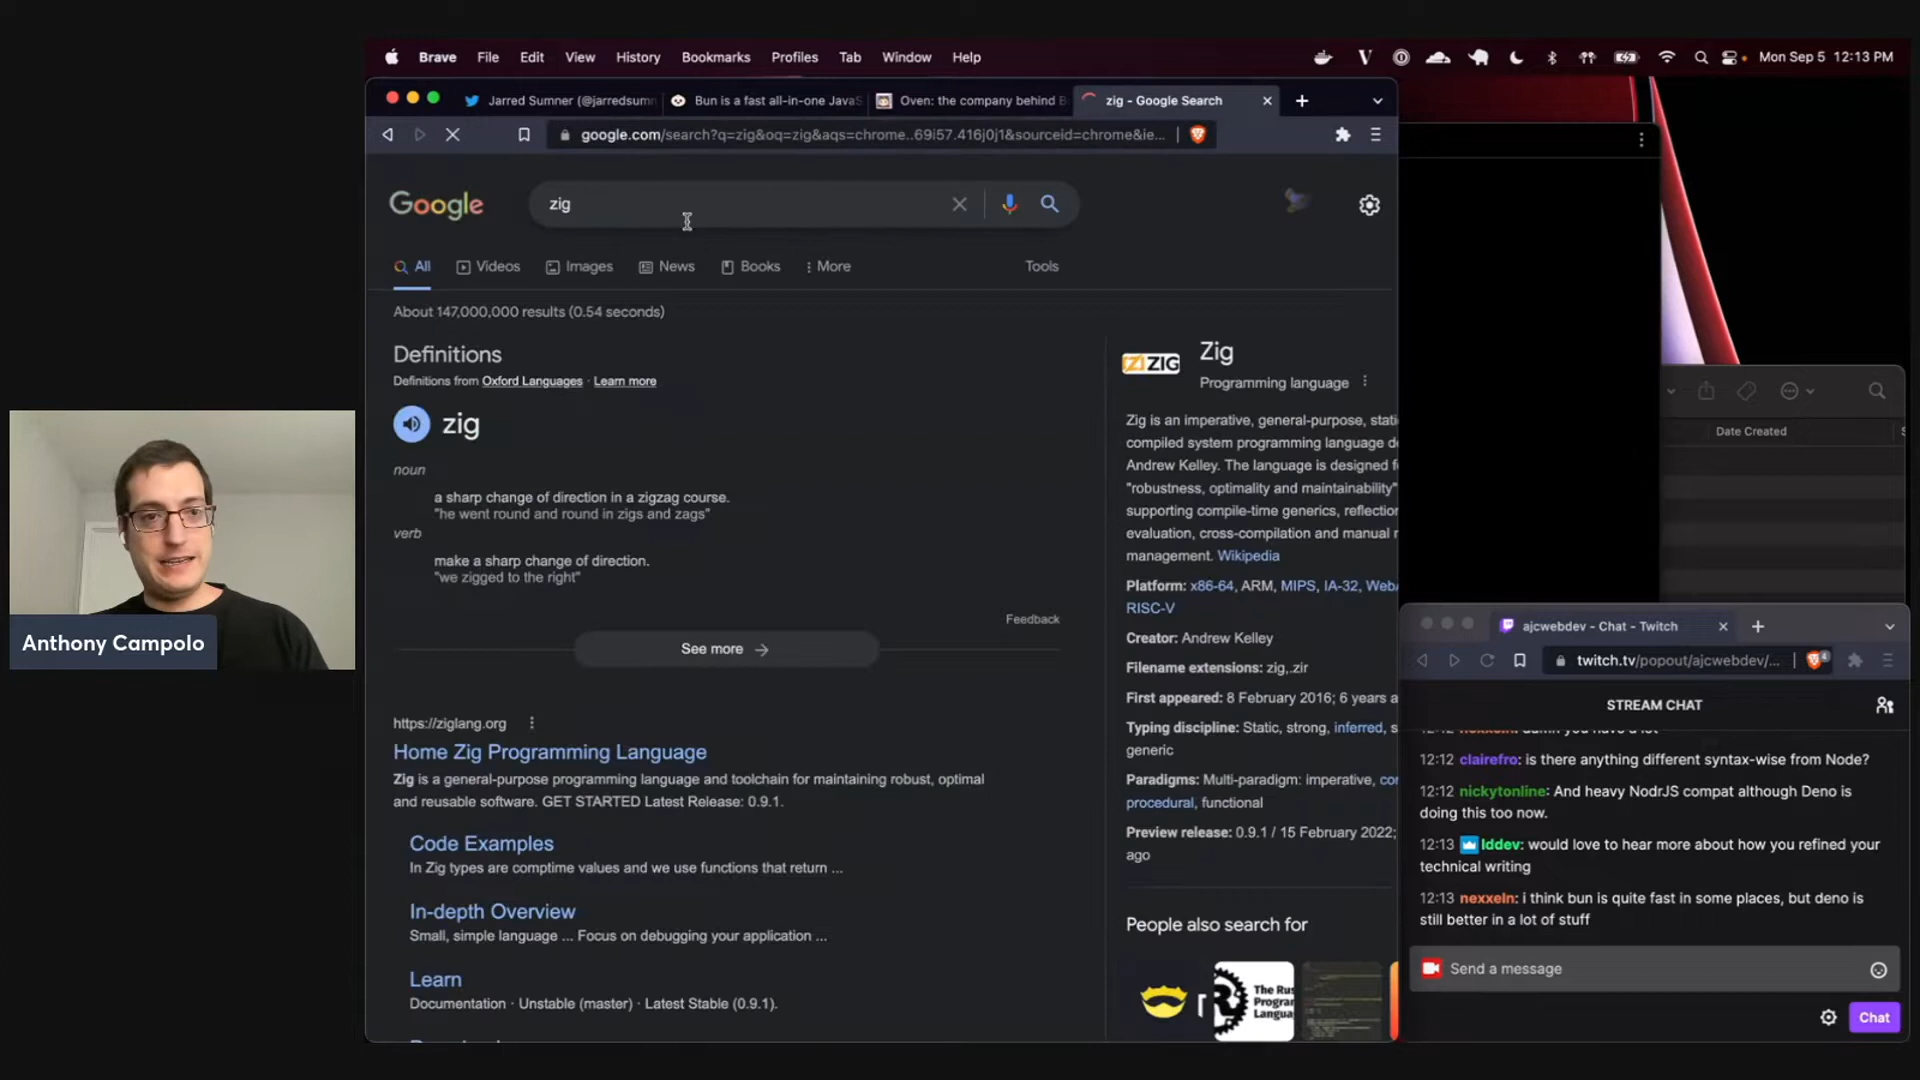 Brave File Edit View History Bookmarks Profiles Tab Window Help
Mon Sep 5 12:13 PM
Jarred Sumner (@jarredsum
Bun is a fast all-in-one JavaS
Oven: the company behind B
zig - Google Search
google.com/search?q=zig&oq=zig&aqs=chrome..69i57.416j0j1&sourceid=chrome&ie...
Google
zig
All Videos Images News Books More Tools
About 147,000,000 results (0.54 seconds)
Definitions
Definitions from Oxford Languages · Learn more
zig
noun
a sharp change of direction in a zigzag course.
"he went round and round in zigs and zags"
verb
make a sharp change of direction.
"we zigged to the right"
Feedback
See more
https://ziglang.org
Home Zig Programming Language
Zig is a general-purpose programming language and toolchain for maintaining robust, optimal
and reusable software. GET STARTED Latest Release: 0.9.1.
Code Examples
In Zig types are comptime values and we use functions that return ...
In-depth Overview
Small, simple language ... Focus on debugging your application ...
Learn
Documentation · Unstable (master) · Latest Stable (0.9.1).
ZIG
Zig
Programming language
Zig is an imperative, general-purpose, stati
compiled system programming language d
Andrew Kelley. The language is designed f
"robustness, optimality and maintainability"
supporting compile-time generics, reflection
evaluation, cross-compilation and manual
management. Wikipedia
Platform: x86-64, ARM, MIPS, IA-32, WebA
RISC-V
Creator: Andrew Kelley
Filename extensions: zig,.zir
First appeared: 8 February 2016; 6 years a
Typing discipline: Static, strong, inferred, s
generic
Paradigms: Multi-paradigm: imperative, co
procedural, functional
Preview release: 0.9.1 / 15 February 2022;
ago
People also search for
The Rus
Progra
Langua
Date Created
Anthony Campolo
ajcwebdev - Chat - Twitch
twitch.tv/popout/ajcwebdev/...
4
STREAM CHAT
12:12 clairefro: is there anything different syntax-wise from Node?
12:12 nickytonline: And heavy NodrJS compat although Deno is
doing this too now.
12:13 lddev: would love to hear more about how you refined your
technical writing
12:13 nexxeln: i think bun is quite fast in some places, but deno is
still better in a lot of stuff
Send a message
Chat